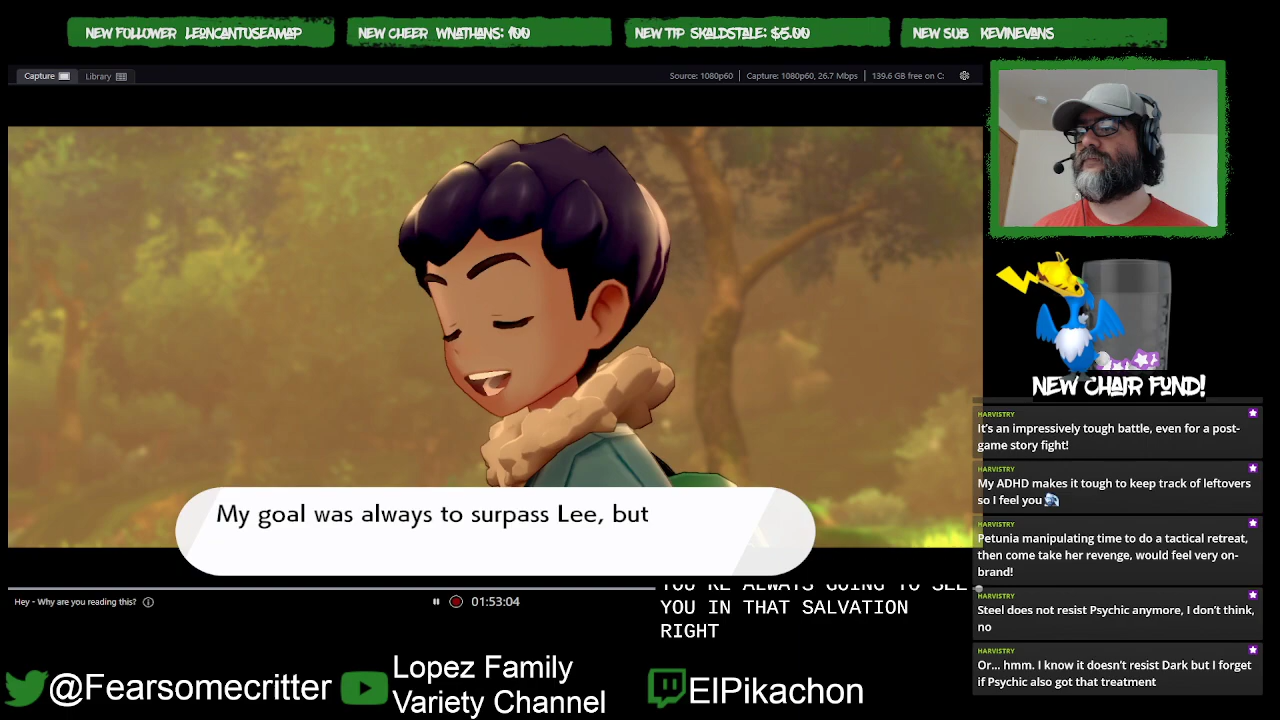 NEW FOLLOWER LEONCANTUSEAMAP
NEW CHEER WNATHANS: 100
NEW TIP SKALDSTALE: $5.00
NEW SUB KEVINEVANS
Capture
Library
Source: 1080p60
Capture: 1080p60, 26.7 Mbps
139.6 GB free on C:
My goal was always to surpass Lee, but
NEW CHAIR FUND!
HARVISTRY
It's an impressively tough battle, even for a post-
game story fight!
HARVISTRY
My ADHD makes it tough to keep track of leftovers
so I feel you
HARVISTRY
Petunia manipulating time to do a tactical retreat,
then come take her revenge, would feel very on-
brand!
HARVISTRY
Steel does not resist Psychic anymore, I don't think,
no
HARVISTRY
Or... hmm. I know it doesn't resist Dark but I forget
if Psychic also got that treatment
Hey - Why are you reading this?
01:53:04
YOU'RE ALWAYS GOING TO SEE
YOU IN THAT SALVATION
RIGHT
@Fearsomecritter
Lopez Family
Variety Channel
ElPikachon